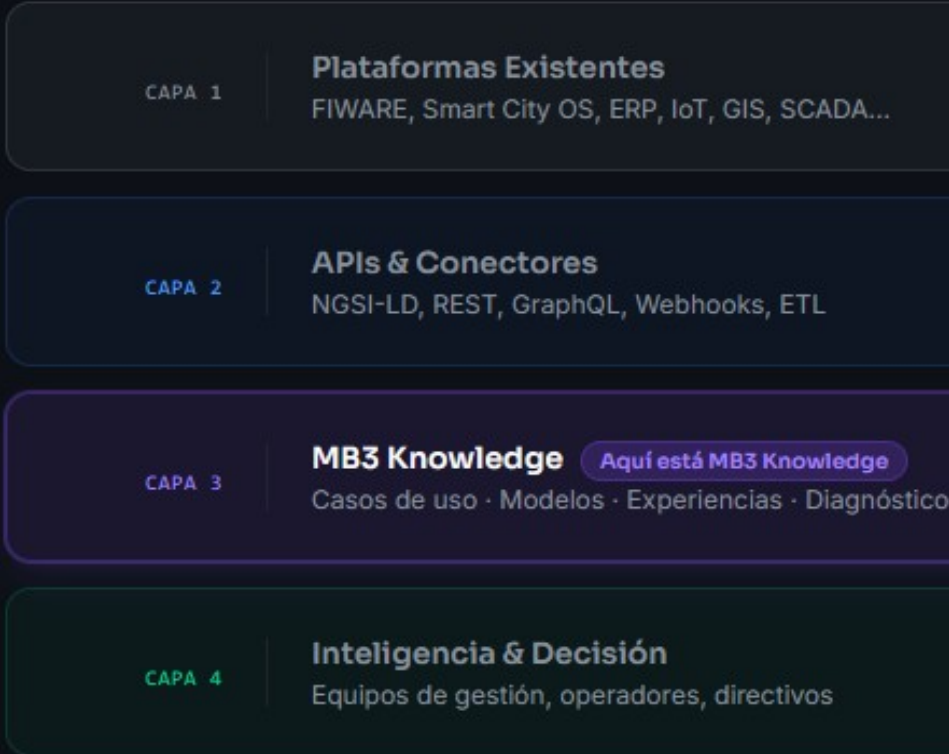 CAPA 1
Plataformas Existentes
FIWARE, Smart City OS, ERP, IoT, GIS, SCADA...
CAPA 2
APIs & Conectores
NGSI-LD, REST, GraphQL, Webhooks, ETL
CAPA 3
MB3 Knowledge Aquí está MB3 Knowledge
Casos de uso · Modelos · Experiencias · Diagnóstico
CAPA 4
Inteligencia & Decisión
Equipos de gestión, operadores, directivos